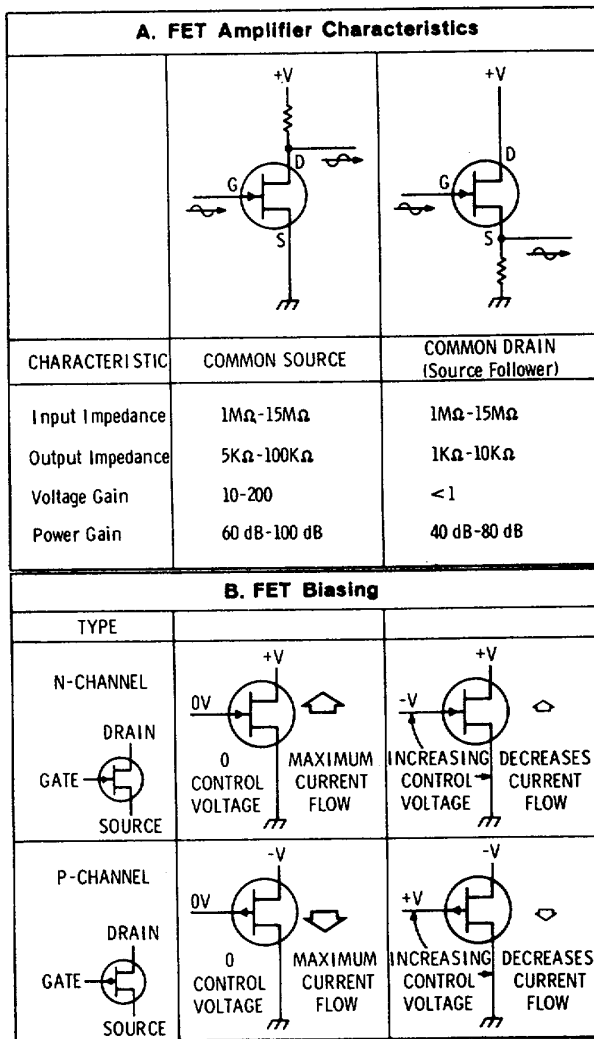 A. FET Amplifier Characteristics
+V
D
G
S
+V
D
G
S
CHARACTERISTIC
COMMON SOURCE
COMMON DRAIN
(Source Follower)
Input Impedance 1MΩ-15MΩ 1MΩ-15MΩ
Output Impedance 5KΩ-100KΩ 1KΩ-10KΩ
Voltage Gain 10-200 <1
Power Gain 60 dB-100 dB 40 dB-80 dB
B. FET Biasing
TYPE
N-CHANNEL
DRAIN
GATE
SOURCE
+V
0V
0
CONTROL
VOLTAGE
MAXIMUM
CURRENT
FLOW
+V
-V
INCREASING
CONTROL
VOLTAGE
DECREASES
CURRENT
FLOW
P-CHANNEL
DRAIN
GATE
SOURCE
-V
0V
0
CONTROL
VOLTAGE
MAXIMUM
CURRENT
FLOW
-V
+V
INCREASING
CONTROL
VOLTAGE
DECREASES
CURRENT
FLOW